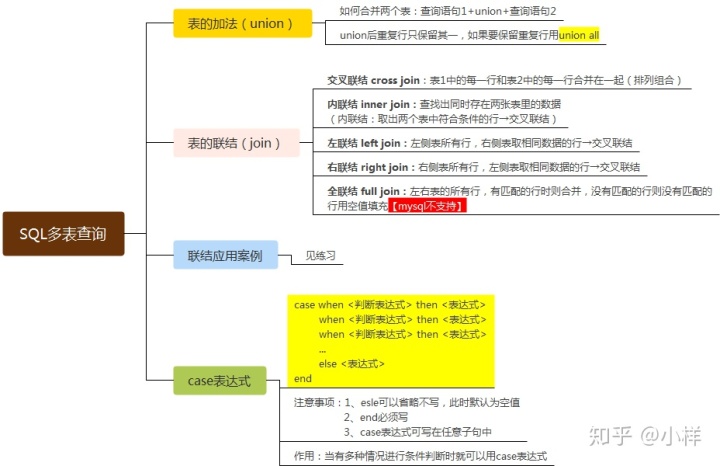 SQL多表查询
表的加法（union）
如何合并两个表：查询语句1+union+查询语句2
union后重复行只保留其一，如果要保留重复行用union all
表的联结（join）
交叉联结 cross join：表1中的每一行和表2中的每一行合并在一起（排列组合）
内联结 inner join：查找出同时存在两张表里的数据
（内联结：取出两个表中符合条件的行→交叉联结）
左联结 left join：左侧表所有行，右侧表取相同数据的行→交叉联结
右联结 right join：右侧表所有行，左侧表取相同数据的行→交叉联结
全联结 full join：左右表的所有行，有匹配的行时则合并，没有匹配的行则没有匹配的
行用空值填充【mysql不支持】
联结应用案例
见练习
case表达式
case when <判断表达式> then <表达式>
when <判断表达式> then <表达式>
when <判断表达式> then <表达式>
...
else <表达式>
end
注意事项：1、esle可以省略不写，此时默认为空值
2、end必须写
3、case表达式可写在任意子句中
作用：当有多种情况进行条件判断时就可以用case表达式
知乎 @小样